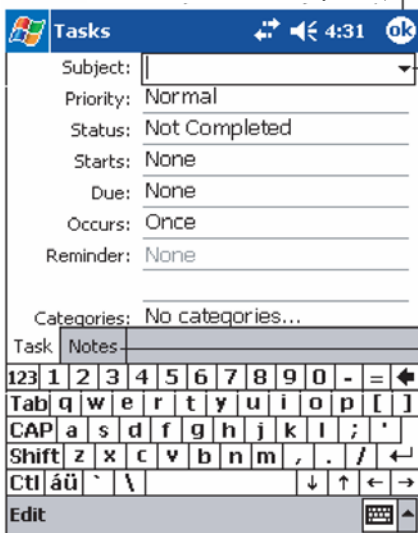 Tasks 4:31 ok
Subject:
Priority: Normal
Status: Not Completed
Starts: None
Due: None
Occurs: Once
Reminder: None
Categories: No categories...
Task Notes
123 1 2 3 4 5 6 7 8 9 0 - = ←
Tab q w e r t y u i o p [ ]
CAP a s d f g h j k l ; '
Shift z x c v b n m , . / ↵
Ctl áü ` \ ↓ ↑ ← →
Edit